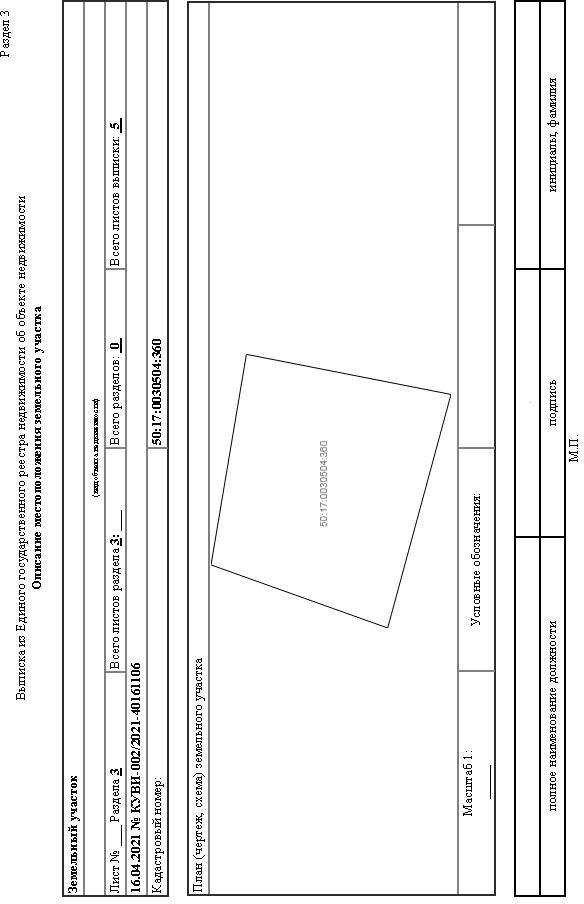 Раздел 3
Выписка из Единого государственного реестра недвижимости об объекте недвижимости
Описание местоположения земельного участка
Земельный участок
(вид объекта недвижимости)
Лист № ___ Раздела 3
Всего листов раздела 3: ___
Всего разделов: 0
Всего листов выписки: 5
16.04.2021 № КУВИ-002/2021-40161106
Кадастровый номер:
50:17:0030504:360
План (чертеж, схема) земельного участка
50:17:0030504:360
Масштаб 1: ___
Условные обозначения:
полное наименование должности
подпись
инициалы, фамилия
М.П.